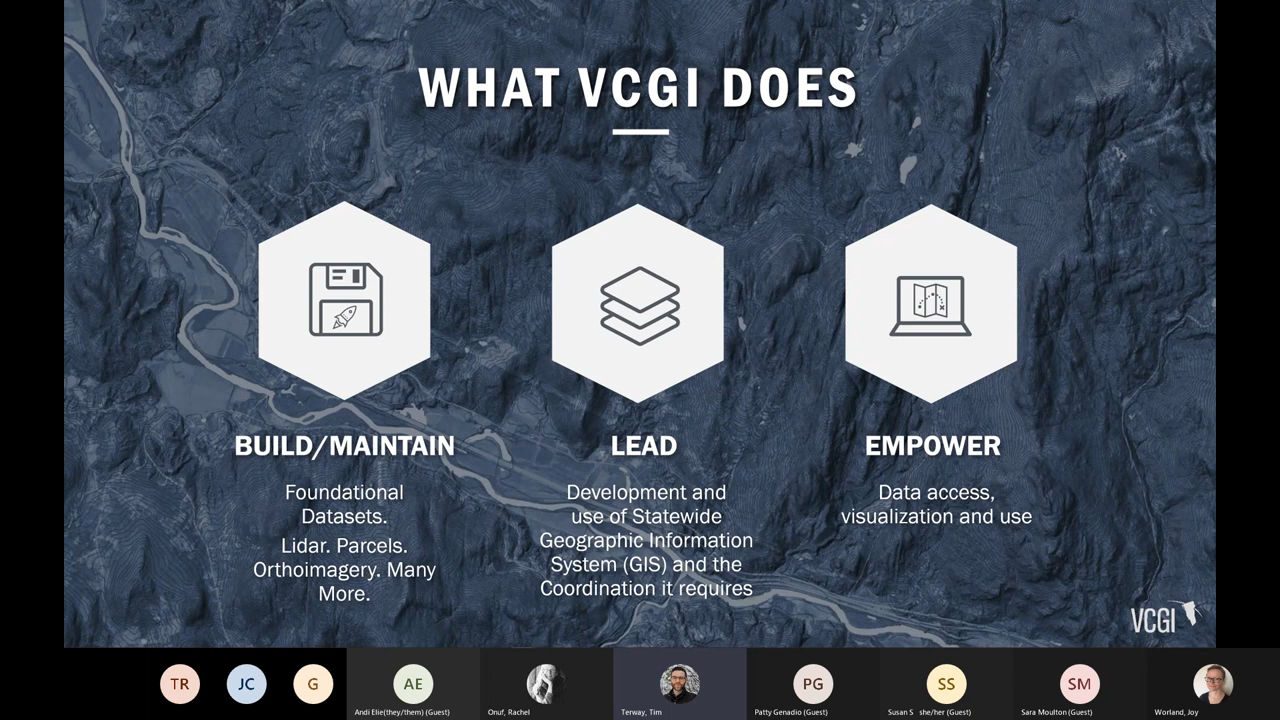 WHAT VCGI DOES
BUILD/MAINTAIN
Foundational
Datasets.
Lidar. Parcels.
Orthoimagery. Many
More.
LEAD
Development and
use of Statewide
Geographic Information
System (GIS) and the
Coordination it requires
EMPOWER
Data access,
visualization and use
VCGI
TR
JC
G
AE
Andi Elie(they/them) (Guest)
Onuf, Rachel
Terway, Tim
PG
Patty Genadio (Guest)
SS
Susan S she/her (Guest)
SM
Sara Moulton (Guest)
Worland, Joy